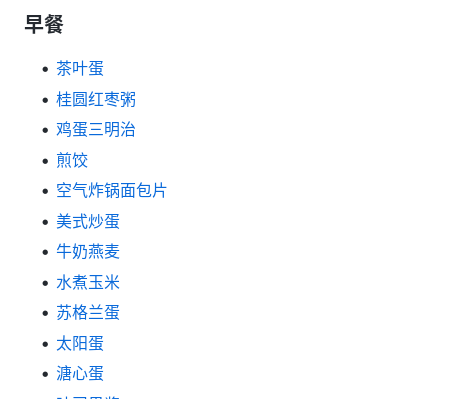 早餐
茶叶蛋
桂圆红枣粥
鸡蛋三明治
煎饺
空气炸锅面包片
美式炒蛋
牛奶燕麦
水煮玉米
苏格兰蛋
太阳蛋
溏心蛋